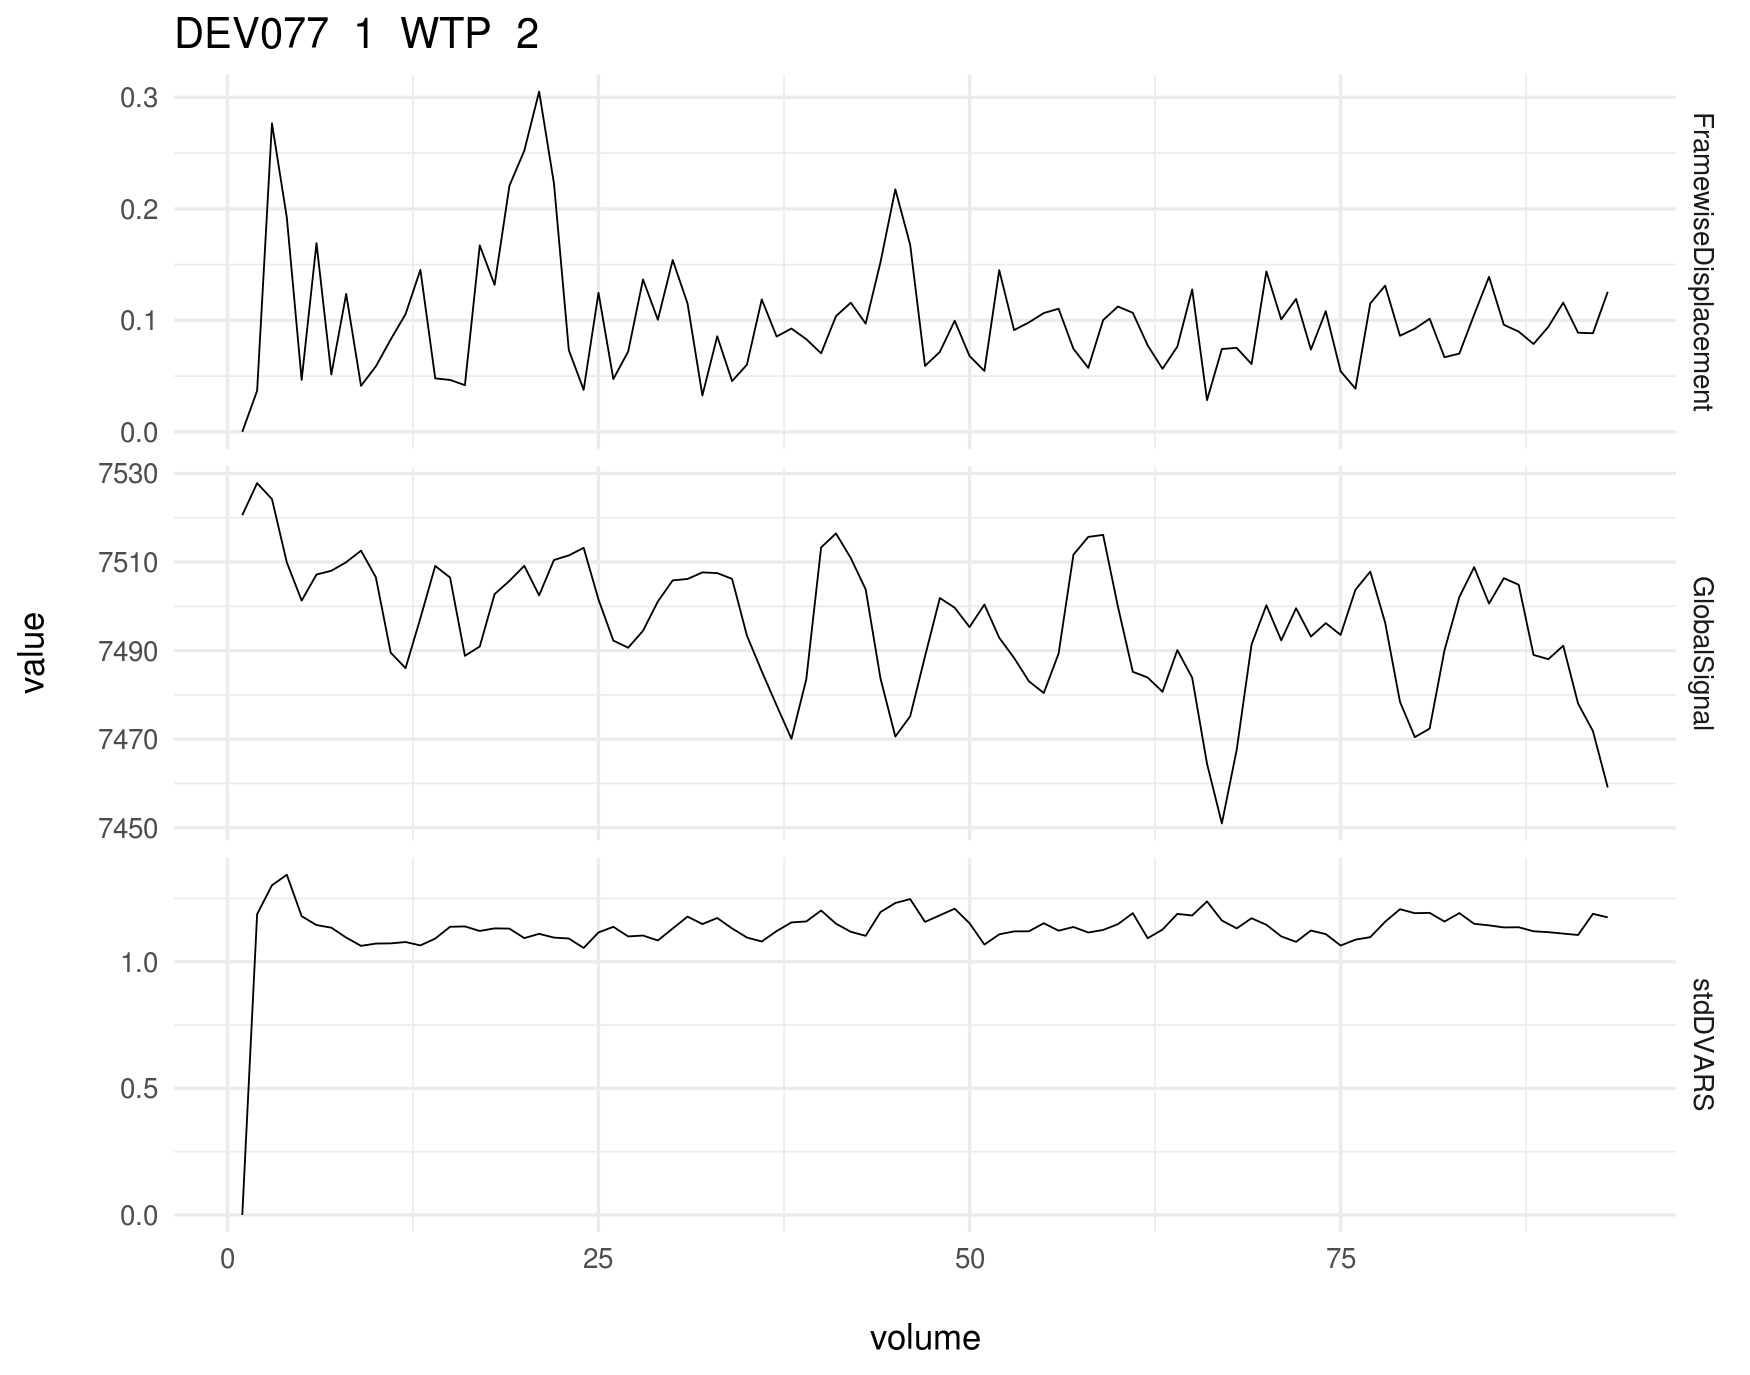 DEV077 1 WTP 2
0.3
0.2
0.1
0.0
FramewiseDisplacement
7530
7510
7490
7470
7450
GlobalSignal
value
1.0
0.5
0.0
stdDVARS
0 25 50 75
volume